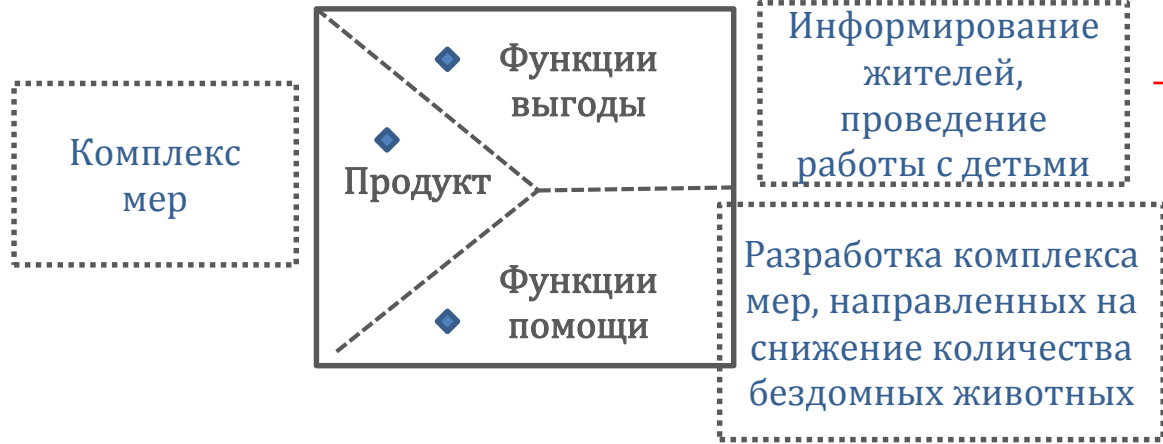 Комплекс
мер
Функции
выгоды
Продукт
Функции
помощи
Информирование
жителей,
проведение
работы с детьми
Разработка комплекса
мер, направленных на
снижение количества
бездомных животных